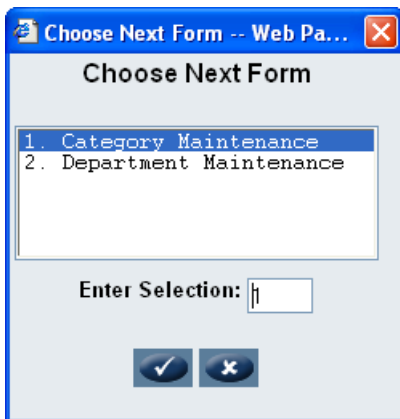 Choose Next Form -- Web Pa...
Choose Next Form
1. Category Maintenance
2. Department Maintenance
Enter Selection: 1